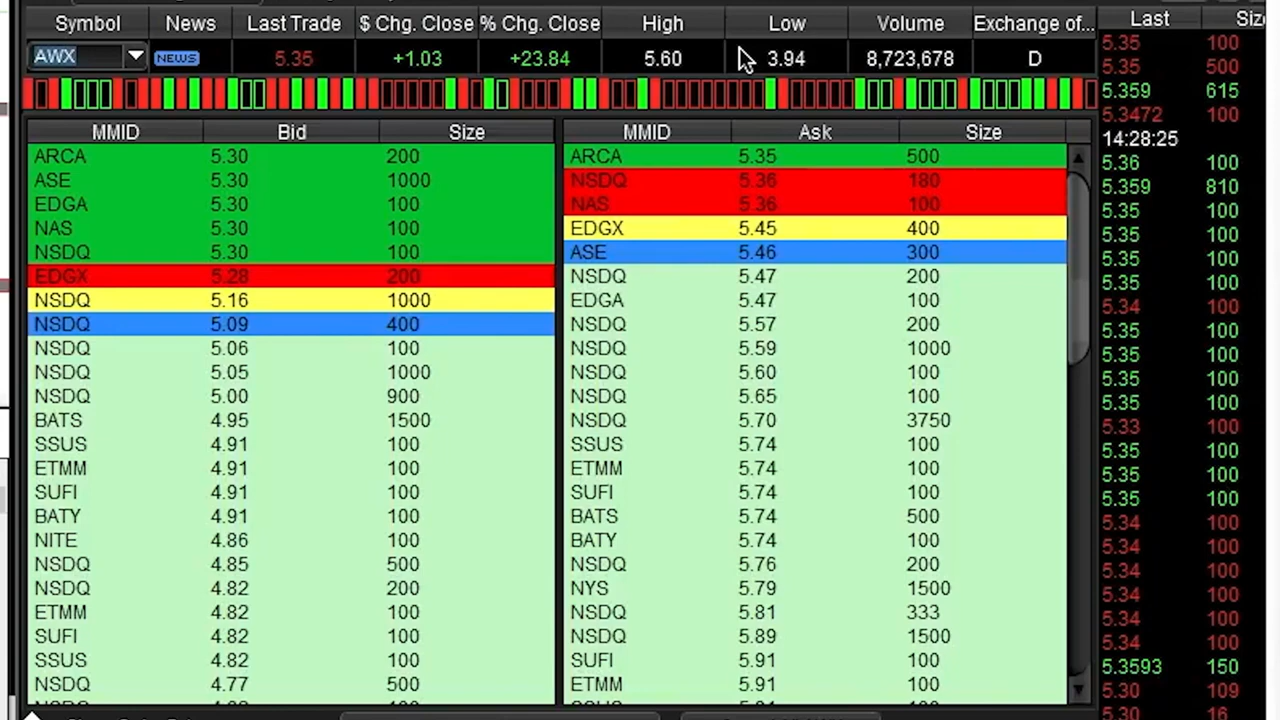 Symbol News Last Trade $ Chg. Close % Chg. Close High Low Volume Exchange of...
AWX NEWS 5.35 +1.03 +23.84 5.60 3.94 8,723,678 D
MMID Bid Size
ARCA 5.30 200
ASE 5.30 1000
EDGA 5.30 100
NAS 5.30 100
NSDQ 5.30 100
EDGX 5.28 200
NSDQ 5.16 1000
NSDQ 5.09 400
NSDQ 5.06 100
NSDQ 5.05 1000
NSDQ 5.00 900
BATS 4.95 1500
SSUS 4.91 100
ETMM 4.91 100
SUFI 4.91 100
BATY 4.91 100
NITE 4.86 100
NSDQ 4.85 500
NSDQ 4.82 200
ETMM 4.82 100
SUFI 4.82 100
SSUS 4.82 100
NSDQ 4.77 500
MMID Ask Size
ARCA 5.35 500
NSDQ 5.36 180
NAS 5.36 100
EDGX 5.45 400
ASE 5.46 300
NSDQ 5.47 200
EDGA 5.47 100
NSDQ 5.57 200
NSDQ 5.59 1000
NSDQ 5.60 100
NSDQ 5.65 100
NSDQ 5.70 3750
SSUS 5.74 100
ETMM 5.74 100
SUFI 5.74 100
BATS 5.74 500
BATY 5.74 100
NSDQ 5.76 200
NYS 5.79 1500
NSDQ 5.81 333
NSDQ 5.89 1500
SUFI 5.91 100
ETMM 5.91 100
Last Siz
5.35 100
5.35 500
5.359 615
5.3472 100
14:28:25
5.36 100
5.359 810
5.35 100
5.35 100
5.35 100
5.35 100
5.34 100
5.35 100
5.35 100
5.35 100
5.35 100
5.33 100
5.35 100
5.35 100
5.35 100
5.34 100
5.34 100
5.34 100
5.34 100
5.34 100
5.34 100
5.3593 150
5.30 109
5.30 16